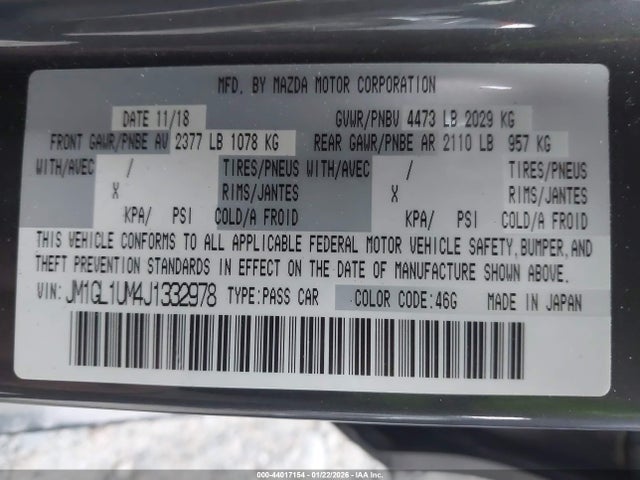 MFD. BY MAZDA MOTOR CORPORATION
DATE 11/18 GVWR/PNBV 4473 LB 2029 KG
FRONT GAWR/PNBE AV 2377 LB 1078 KG REAR GAWR/PNBE AR 2110 LB 957 KG
WITH/AVEC / TIRES/PNEUS WITH/AVEC / TIRES/PNEUS
X RIMS/JANTES X RIMS/JANTES
KPA/ PSI COLD/A FROID KPA/ PSI COLD/A FROID
THIS VEHICLE CONFORMS TO ALL APPLICABLE FEDERAL MOTOR VEHICLE SAFETY, BUMPER, AND
THEFT PREVENTION STANDARDS IN EFFECT ON THE DATE OF MANUFACTURE SHOWN ABOVE.
VIN: JM1GL1UM4J1332978 TYPE: PASS CAR COLOR CODE: 46G MADE IN JAPAN
000-44017154 - 01/22/2026 - IAAI, Inc.